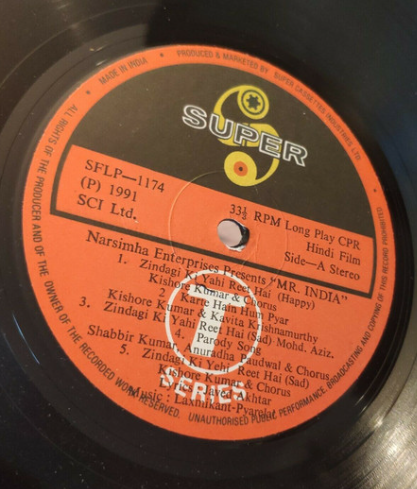 ALL RIGHTS OF THE PRODUCER AND OF THE OWNER OF THE RECORDED WORK RESERVED. UNAUTHORISED PUBLIC PERFORMANCE, BROADCASTING AND COPYING OF THIS RECORD PROHIBITED
• MADE IN INDIA • PRODUCED & MARKETED BY SUPER CASSETTES INDUSTRIES LTD. •
SUPER
SFLP—1174
(P) 1991
SCI Ltd.
33⅓ RPM Long Play CPR
Hindi Film
Side—A Stereo
Narsimha Enterprises Presents "MR. INDIA"
1. Zindagi Ki Yahi Reet Hai (Happy)
Kishore Kumar & Chorus
2 Karte Hain Hum Pyar
Kishore Kumar & Kavita Krishnamurthy
3. Zindagi Ki Yahi Reet Hai (Sad) Mohd. Aziz.
4 Parody Song
Shabbir Kumar, Anuradha Paudwal & Chorus
5. Zindagi Ki Yehi Reet Hai (Sad)
Kishore Kumar & Chorus
Lyrics Javed Akhtar
Music : Laxmikant-Pyarelal
SERIES